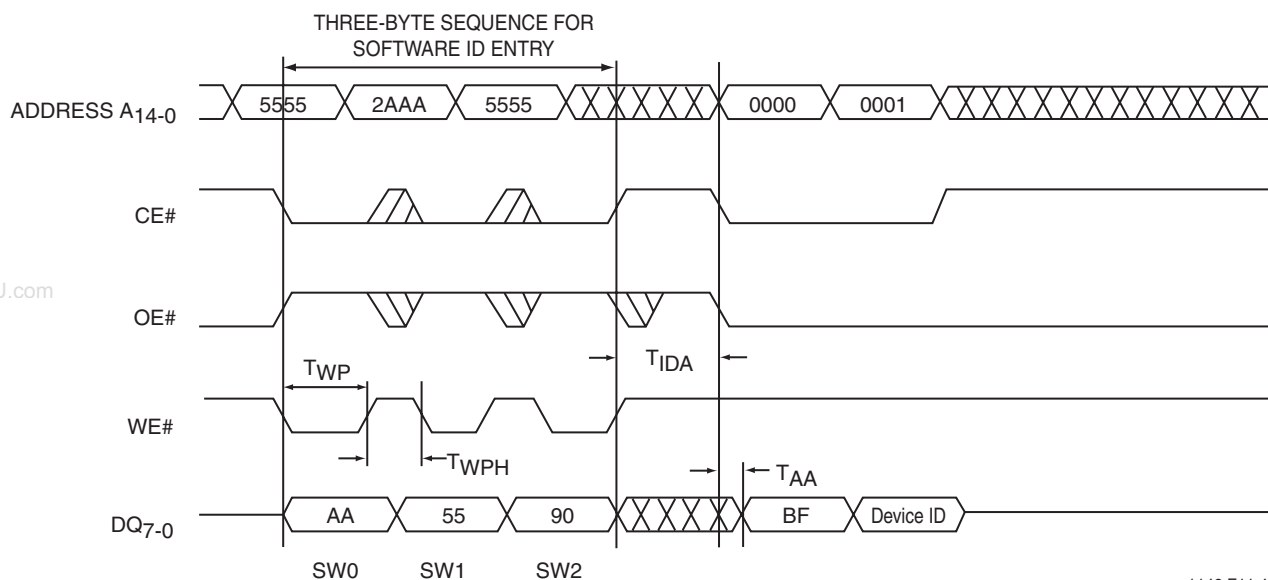 THREE-BYTE SEQUENCE FOR
SOFTWARE ID ENTRY
ADDRESS A14-0
5555 2AAA 5555 0000 0001
CE#
J.com
OE#
TIDA
TWP
WE#
TWPH
TAA
DQ7-0
AA 55 90 BF Device ID
SW0 SW1 SW2